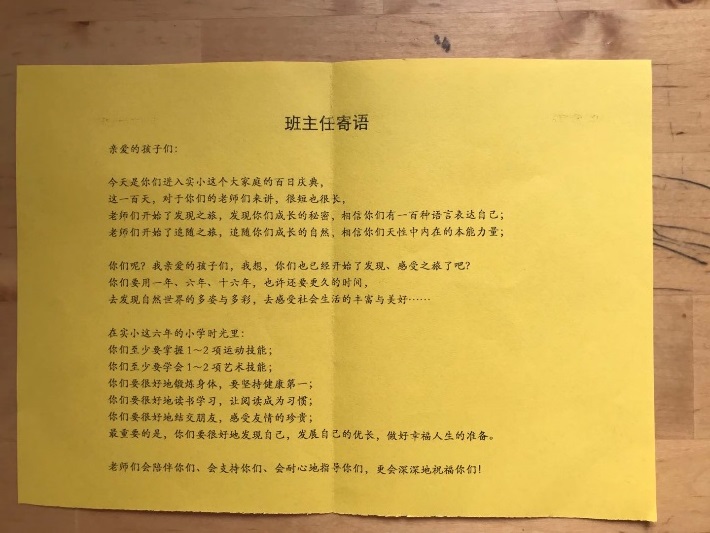 班主任寄语
亲爱的孩子们：
今天是你们进入实小这个大家庭的百日庆典，
这一百天，对于你们的老师们来讲，很短也很长，
老师们开始了发现之旅，发现你们成长的秘密，相信你们有一百种语言表达自己；
老师们开始了追随之旅，追随你们成长的自然，相信你们天性中内在的本能力量；
你们呢？我亲爱的孩子们，我想，你们也已经开始了发现、感受之旅了吧？
你们要用一年、六年、十六年，也许还要更久的时间，
去发现自然世界的多姿与多彩，去感受社会生活的丰富与美好……
在实小这六年的小学时光里：
你们至少要掌握1～2项运动技能；
你们至少要学会1～2项艺术技能；
你们要很好地锻炼身体，要坚持健康第一；
你们要很好地读书学习，让阅读成为习惯；
你们要很好地结交朋友，感受友情的珍贵；
最重要的是，你们要很好地发现自己，发展自己的优长，做好幸福人生的准备。
老师们会陪伴你们、会支持你们、会耐心地指导你们，更会深深地祝福你们！